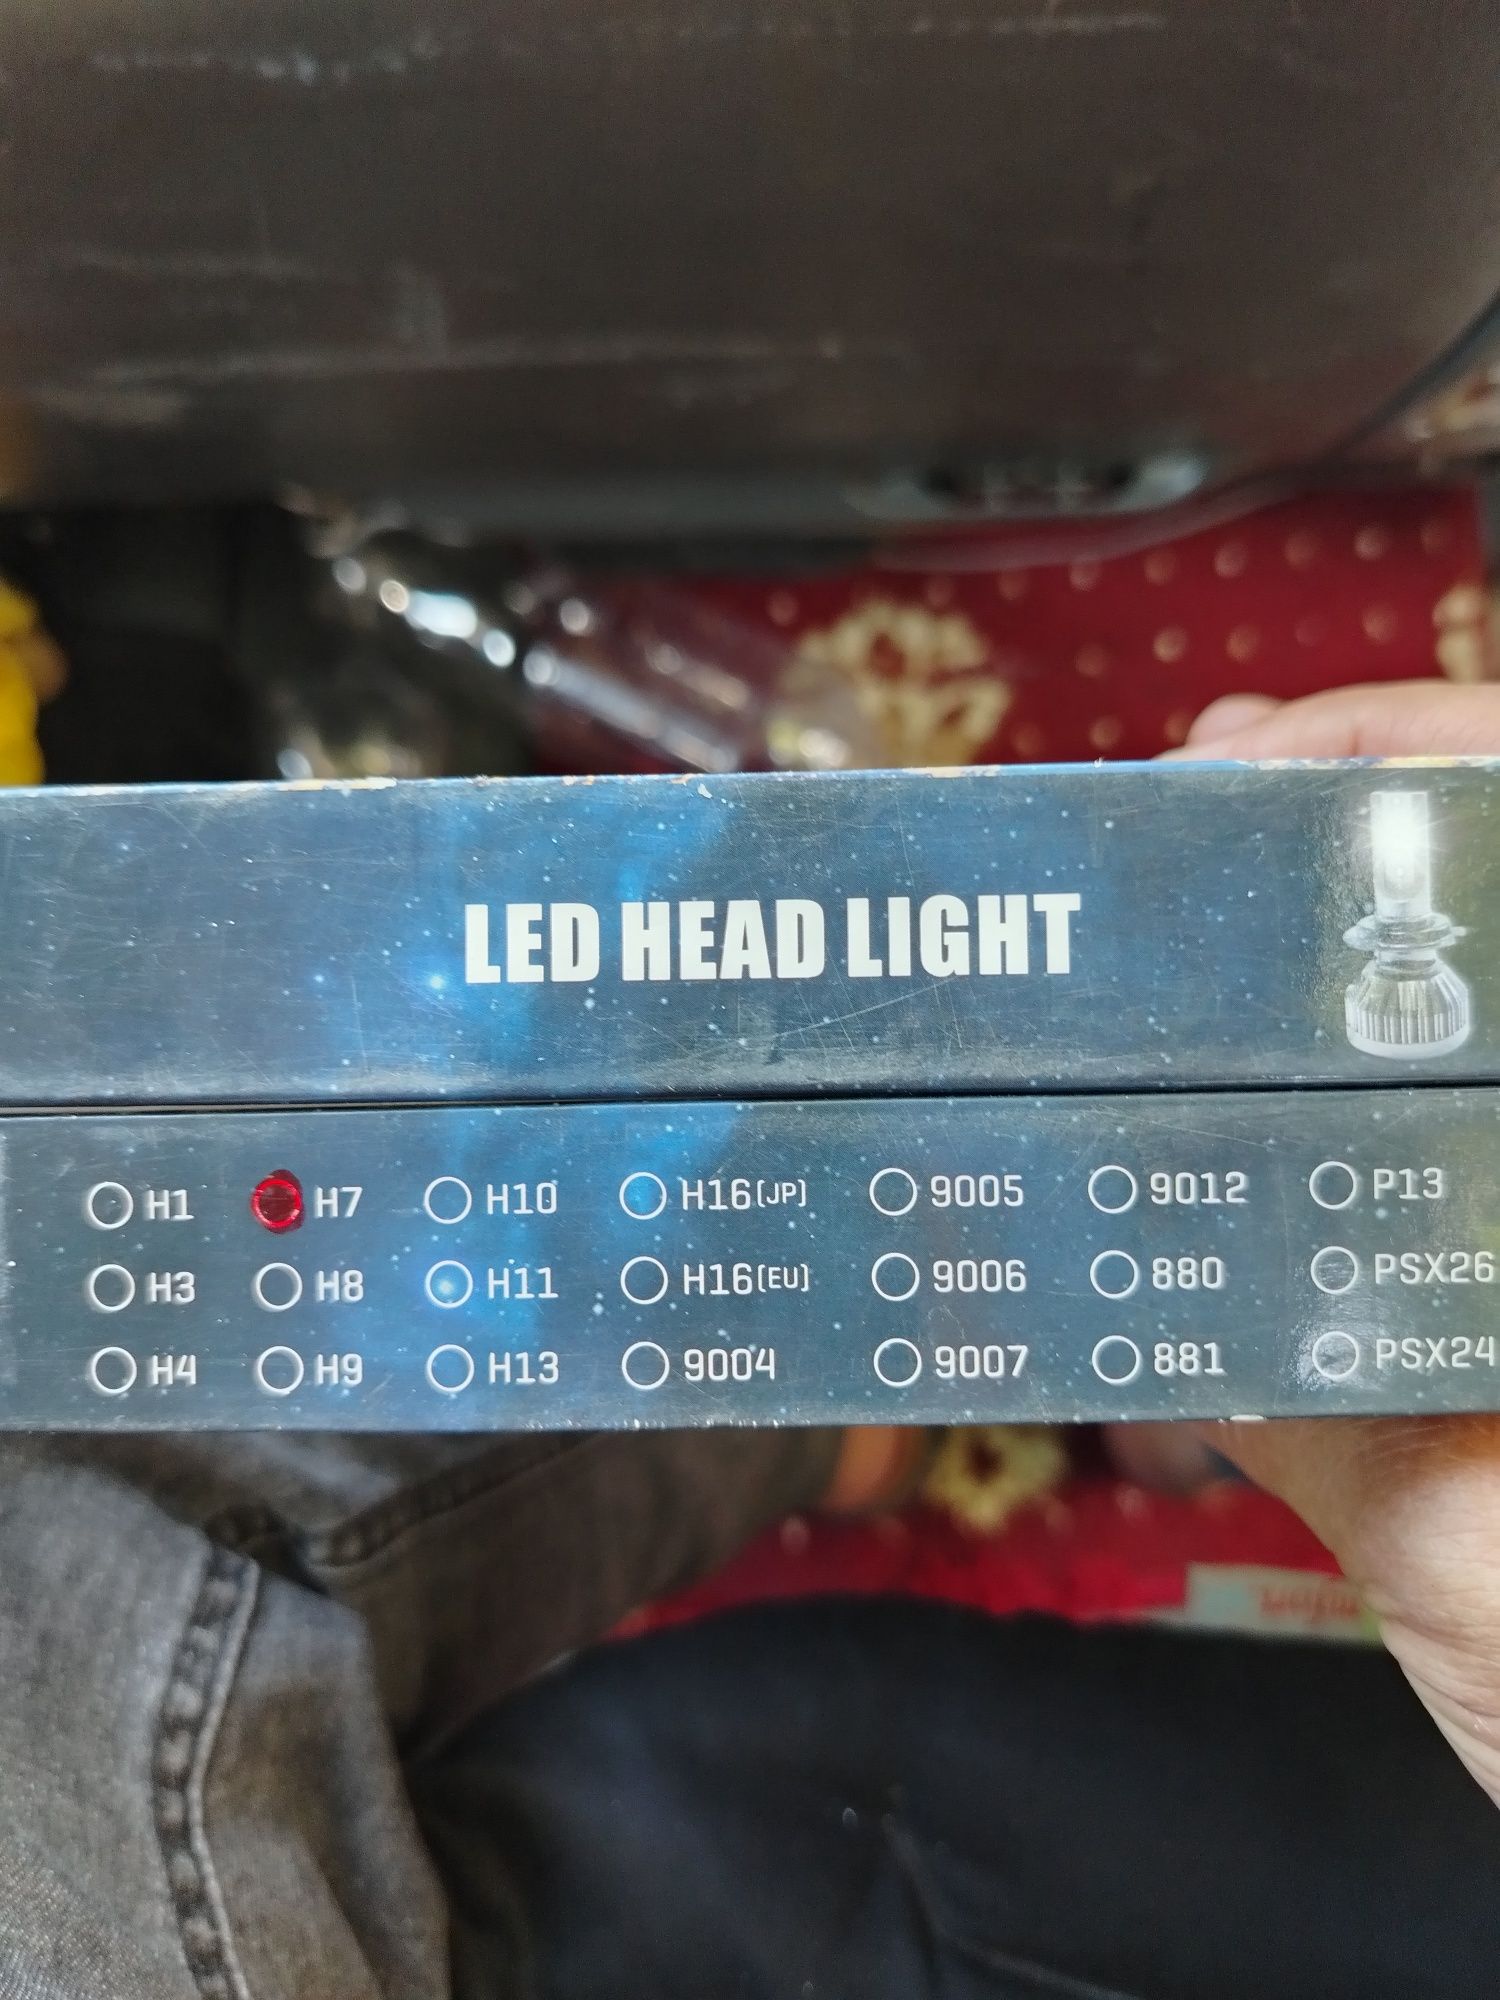 LED HEAD LIGHT
H1 H7 H10 H16(JP) 9005 9012 P13
H3 H8 H11 H16(EU) 9006 880 PSX26
H4 H9 H13 9004 9007 881 PSX24